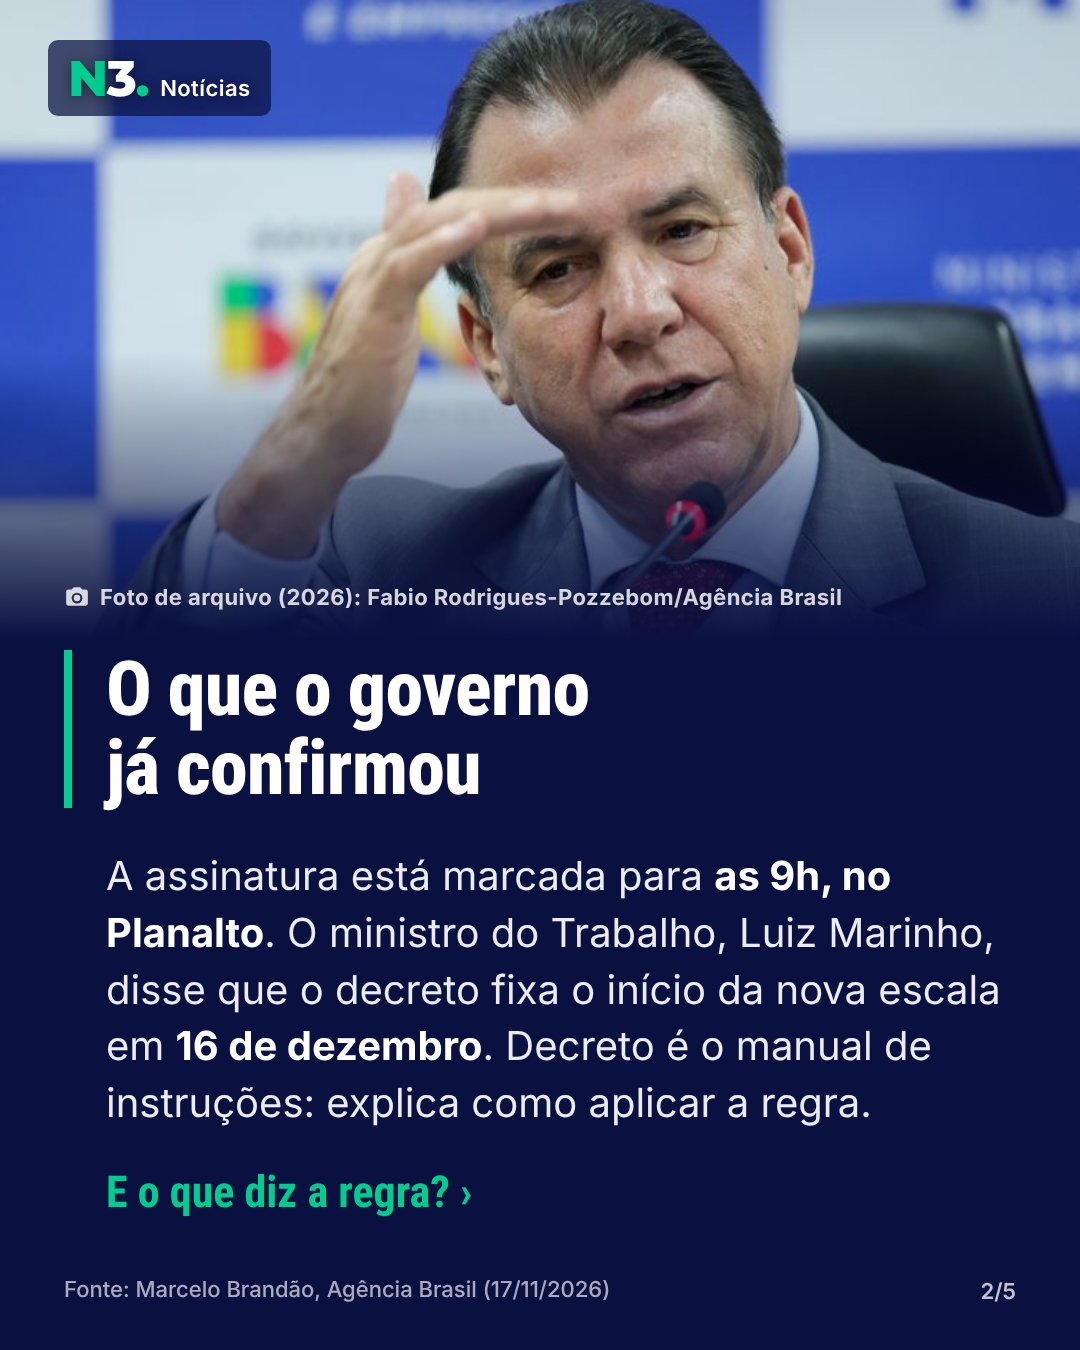 N3. Notícias
Foto de arquivo (2026): Fabio Rodrigues-Pozzebom/Agência Brasil
O que o governo
já confirmou
A assinatura está marcada para as 9h, no
Planalto. O ministro do Trabalho, Luiz Marinho,
disse que o decreto fixa o início da nova escala
em 16 de dezembro. Decreto é o manual de
instruções: explica como aplicar a regra.
E o que diz a regra? ›
Fonte: Marcelo Brandão, Agência Brasil (17/11/2026)
2/5